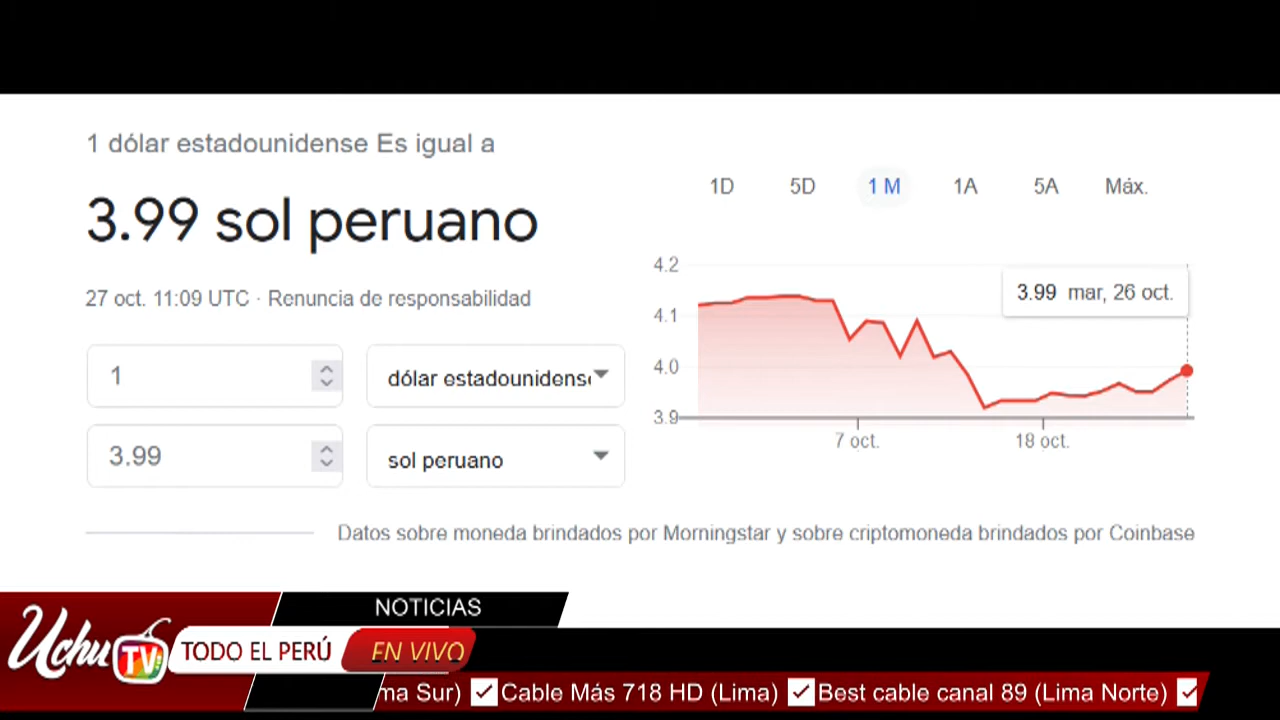 1 dólar estadounidense Es igual a
3.99 sol peruano
27 oct. 11:09 UTC · Renuncia de responsabilidad
1
dólar estadounidens
3.99
sol peruano
1D 5D 1 M 1A 5A Máx.
4.2
3.99 mar, 26 oct.
4.1
4.0
3.9
7 oct. 18 oct.
Datos sobre moneda brindados por Morningstar y sobre criptomoneda brindados por Coinbase
NOTICIAS
Uchu TV
TODO EL PERÚ
EN VIVO
ma Sur) Cable Más 718 HD (Lima) Best cable canal 89 (Lima Norte)